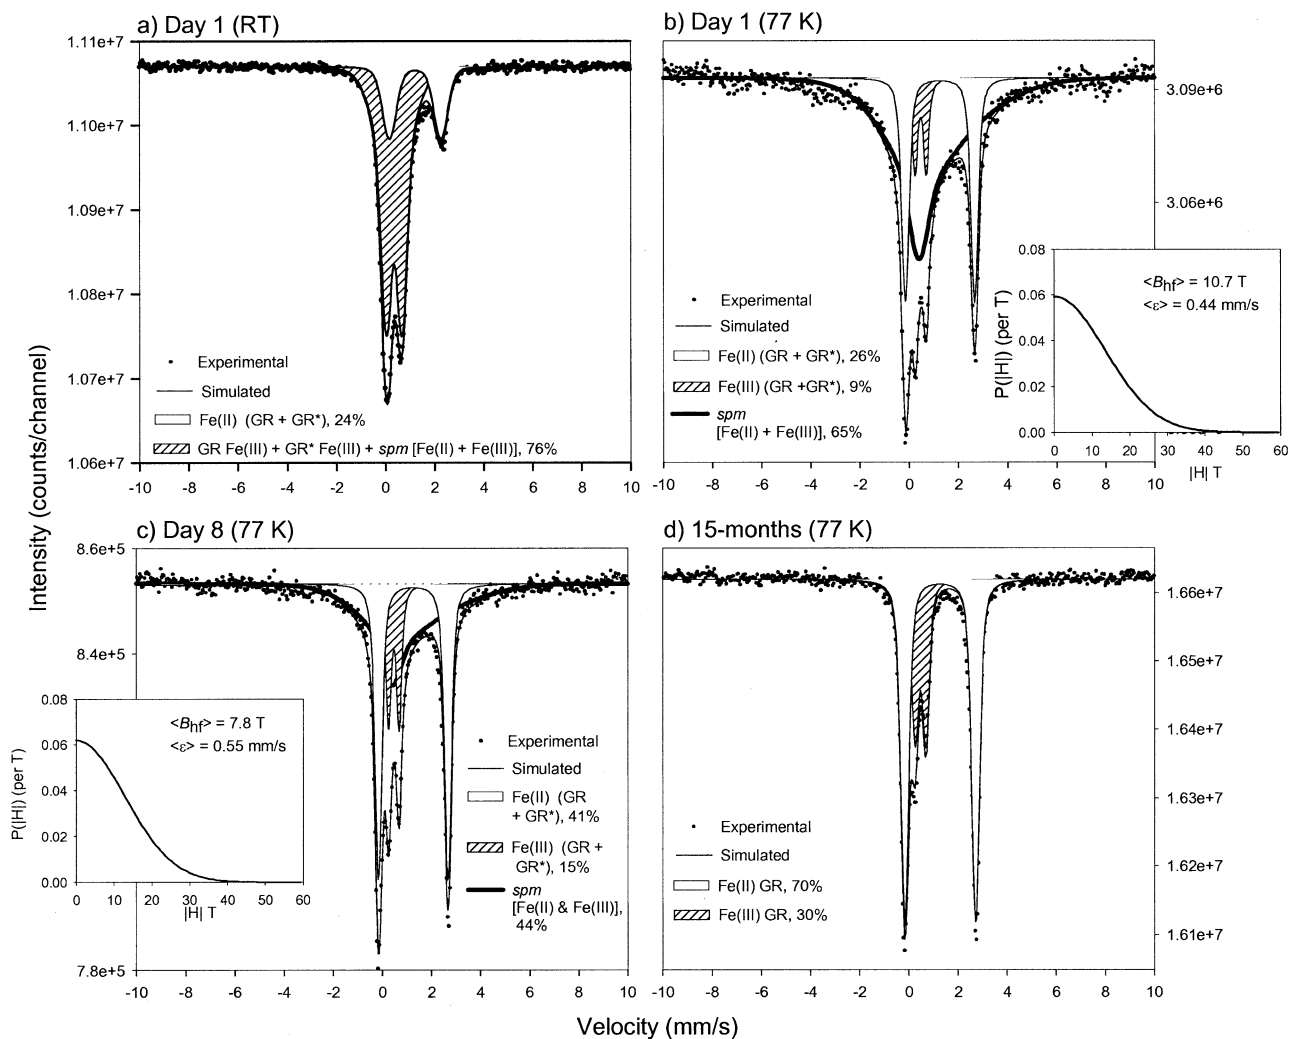 a) Day 1 (RT)
1.11e+7
1.10e+7
1.09e+7
1.08e+7
1.07e+7
1.06e+7
Experimental
Simulated
Fe(II) (GR + GR*), 24%
GR Fe(III) + GR* Fe(III) + spm [Fe(II) + Fe(III)], 76%
-10 -8 -6 -4 -2 0 2 4 6 8 10
b) Day 1 (77 K)
3.09e+6
3.06e+6
Experimental
Simulated
Fe(II) (GR + GR*), 26%
Fe(III) (GR +GR*), 9%
spm
[Fe(II) + Fe(III)], 65%
-10 -8 -6 -4 -2 0 2 4 6 8 10
P(|H|) (per T)
0.08
0.06
0.04
0.02
0.00
<B_hf> = 10.7 T
<ε> = 0.44 mm/s
0 10 20 30 40 50 60
|H| T
Intensity (counts/channel)
c) Day 8 (77 K)
8.6e+5
8.4e+5
7.8e+5
P(|H|) (per T)
0.08
0.06
0.04
0.02
0.00
<B_hf> = 7.8 T
<ε> = 0.55 mm/s
0 10 20 30 40 50 60
|H| T
Experimental
Simulated
Fe(II) (GR
+ GR*), 41%
Fe(III) (GR +
GR*), 15%
spm
[Fe(II) & Fe(III)],
44%
-10 -8 -6 -4 -2 0 2 4 6 8 10
d) 15-months (77 K)
1.66e+7
1.65e+7
1.64e+7
1.63e+7
1.62e+7
1.61e+7
Experimental
Simulated
Fe(II) GR, 70%
Fe(III) GR, 30%
-10 -8 -6 -4 -2 0 2 4 6 8 10
Velocity (mm/s)